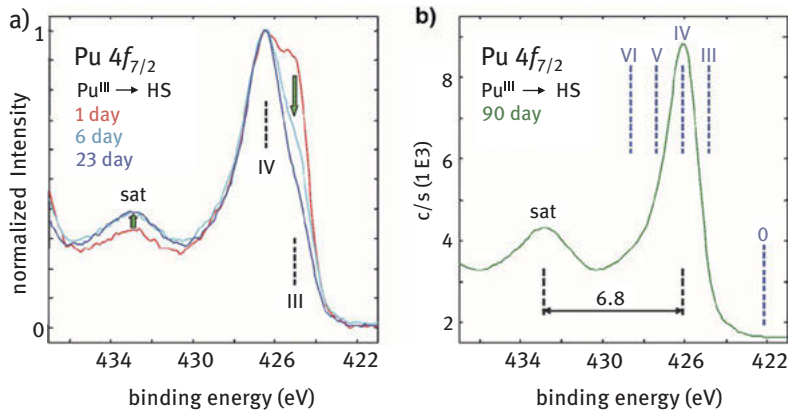 a)
Pu 4f7/2
PuIII → HS
1 day
6 day
23 day
sat
IV
III
1
0
normalized Intensity
434 430 426 422
binding energy (eV)
b)
Pu 4f7/2
PuIII → HS
90 day
VI V IV III
sat
0
6.8
8
6
4
2
c/s (1 E3)
434 430 426 422
binding energy (eV)